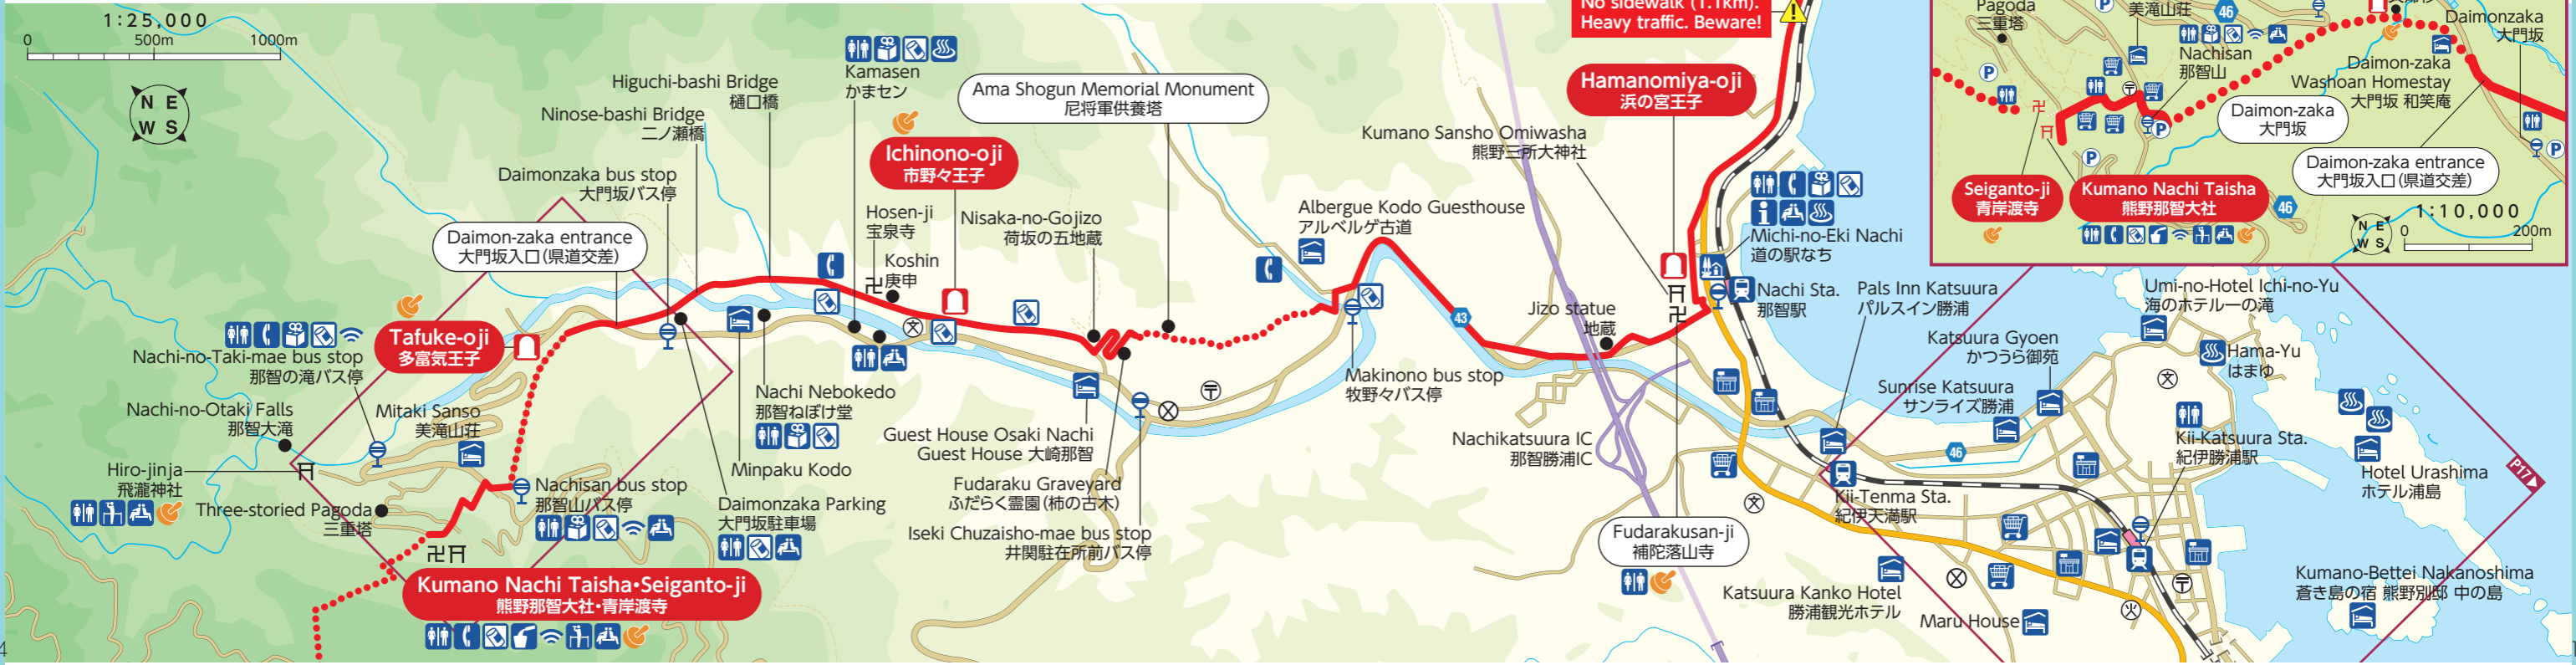 1:25,000
0 500m 1000m
N E
W S
No sidewalk (1.1km).
Heavy traffic. Beware!
Hamanomiya-oji
浜の宮王子
Kumano Sansho Omiwasha
熊野三所大神社
Higuchi-bashi Bridge
樋口橋
Ninose-bashi Bridge
二ノ瀬橋
Daimonzaka bus stop
大門坂バス停
Daimon-zaka entrance
大門坂入口(県道交差)
Kamasen
かまセン
Ichinono-oji
市野々王子
Ama Shogun Memorial Monument
尼将軍供養塔
Hosen-ji
宝泉寺
Koshin
庚申
Nisaka-no-Gojizo
荷坂の五地蔵
Albergue Kodo Guesthouse
アルベルゲ古道
43
Tafuke-oji
多富気王子
Nachi-no-Taki-mae bus stop
那智の滝バス停
Nachi-no-Otaki Falls
那智大滝
Mitaki Sanso
美滝山荘
Hiro-jinja
飛瀧神社
Three-storied Pagoda
三重塔
Nachisan bus stop
那智山バス停
Kumano Nachi Taisha・Seiganto-ji
熊野那智大社・青岸渡寺
Nachi Nebokedo
那智ねぼけ堂
Minpaku Kodo
Daimonzaka Parking
大門坂駐車場
文
Guest House Osaki Nachi
Guest House 大崎那智
Fudaraku Graveyard
ふだらく霊園(柿の古木)
Iseki Chuzaisho-mae bus stop
井関駐在所前バス停
Makinono bus stop
牧野々バス停
Jizo statue
地蔵
Nachikatsuura IC
那智勝浦IC
Fudarakusan-ji
補陀落山寺
Michi-no-Eki Nachi
道の駅なち
Nachi Sta.
那智駅
Pals Inn Katsuura
パルスイン勝浦
Katsuura Gyoen
かつうら御苑
Sunrise Katsuura
サンライズ勝浦
46
Umi-no-Hotel Ichi-no-Yu
海のホテル一の滝
Hama-Yu
はまゆ
文
Kii-Katsuura Sta.
紀伊勝浦駅
Hotel Urashima
ホテル浦島
P17
Kii-Tenma Sta.
紀伊天満駅
文
Katsuura Kanko Hotel
勝浦観光ホテル
Maru House
火
Kumano-Bettei Nakanoshima
蒼き島の宿 熊野別邸 中の島
Pagoda
三重塔
美滝山荘
46
Nachisan
那智山
P
P
P
P
P
Daimonzaka
大門坂
Daimon-zaka
Washoan Homestay
大門坂 和笑庵
Daimon-zaka
大門坂
Daimon-zaka entrance
大門坂入口(県道交差)
Seiganto-ji
青岸渡寺
Kumano Nachi Taisha
熊野那智大社
46
N E
W S
1:10,000
0 200m